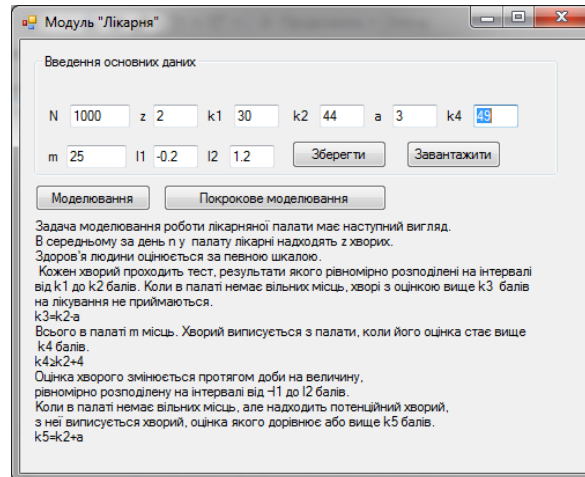 Модуль "Лікарня"
Введення основних даних
N 1000 z 2 k1 30 k2 44 a 3 k4 49
m 25 l1 -0.2 l2 1.2 Зберегти Завантажити
Моделювання Покрокове моделювання
Задача моделювання роботи лікарняної палати має наступний вигляд.
В середньому за день n у палату лікарні надходять z хворих.
Здоров'я людини оцінюється за певною шкалою.
Кожен хворий проходить тест, результати якого рівномірно розподілені на інтервалі
від k1 до k2 балів. Коли в палаті немає вільних місць, хворі з оцінкою вище k3 балів
на лікування не приймаються.
k3=k2-a
Всього в палаті m місць. Хворий виписується з палати, коли його оцінка стає вище
k4 балів.
k4≥k2+4
Оцінка хворого змінюється протягом доби на величину,
рівномірно розподілену на інтервалі від -l1 до l2 балів.
Коли в палаті немає вільних місць, але надходить потенційний хворий,
з неї виписується хворий, оцінка якого дорівнює або вище k5 балів.
k5=k2+a